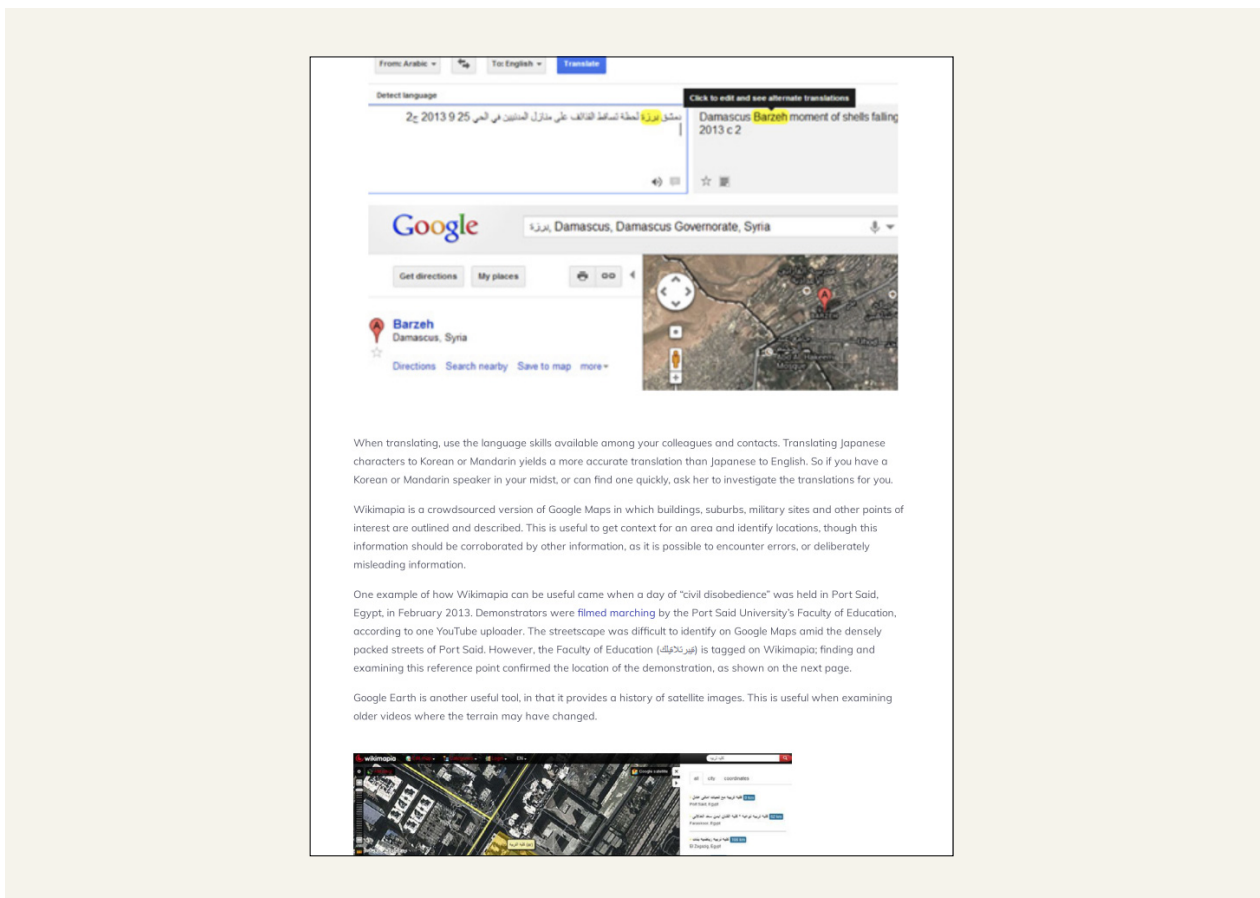 From: Arabic
To: English
Translate
Detect language
Click to edit and see alternate translations
دمشق برزة لحظة تساقط القذائف على منازل المدنيين في الحي 25 9 2013 ج2
Damascus Barzeh moment of shells falling
2013 c 2
Google
برزة, Damascus, Damascus Governorate, Syria
Get directions
My places
A
BARZEH
A
Barzeh
Damascus, Syria
Mosque
Directions Search nearby Save to map more
When translating, use the language skills available among your colleagues and contacts. Translating Japanese
characters to Korean or Mandarin yields a more accurate translation than Japanese to English. So if you have a
Korean or Mandarin speaker in your midst, or can find one quickly, ask her to investigate the translations for you.
Wikimapia is a crowdsourced version of Google Maps in which buildings, suburbs, military sites and other points of
interest are outlined and described. This is useful to get context for an area and identify locations, though this
information should be corroborated by other information, as it is possible to encounter errors, or deliberately
misleading information.
One example of how Wikimapia can be useful came when a day of “civil disobedience” was held in Port Said,
Egypt, in February 2013. Demonstrators were filmed marching by the Port Said University’s Faculty of Education,
according to one YouTube uploader. The streetscape was difficult to identify on Google Maps amid the densely
packed streets of Port Said. However, the Faculty of Education (ةيبرتلاةيلك) is tagged on Wikimapia; finding and
examining this reference point confirmed the location of the demonstration, as shown on the next page.
Google Earth is another useful tool, in that it provides a history of satellite images. This is useful when examining
older videos where the terrain may have changed.
wikimapia
EN
Google satellite
كلية تربية
all city coordinates
Port Said, Egypt
Egypt
Egypt